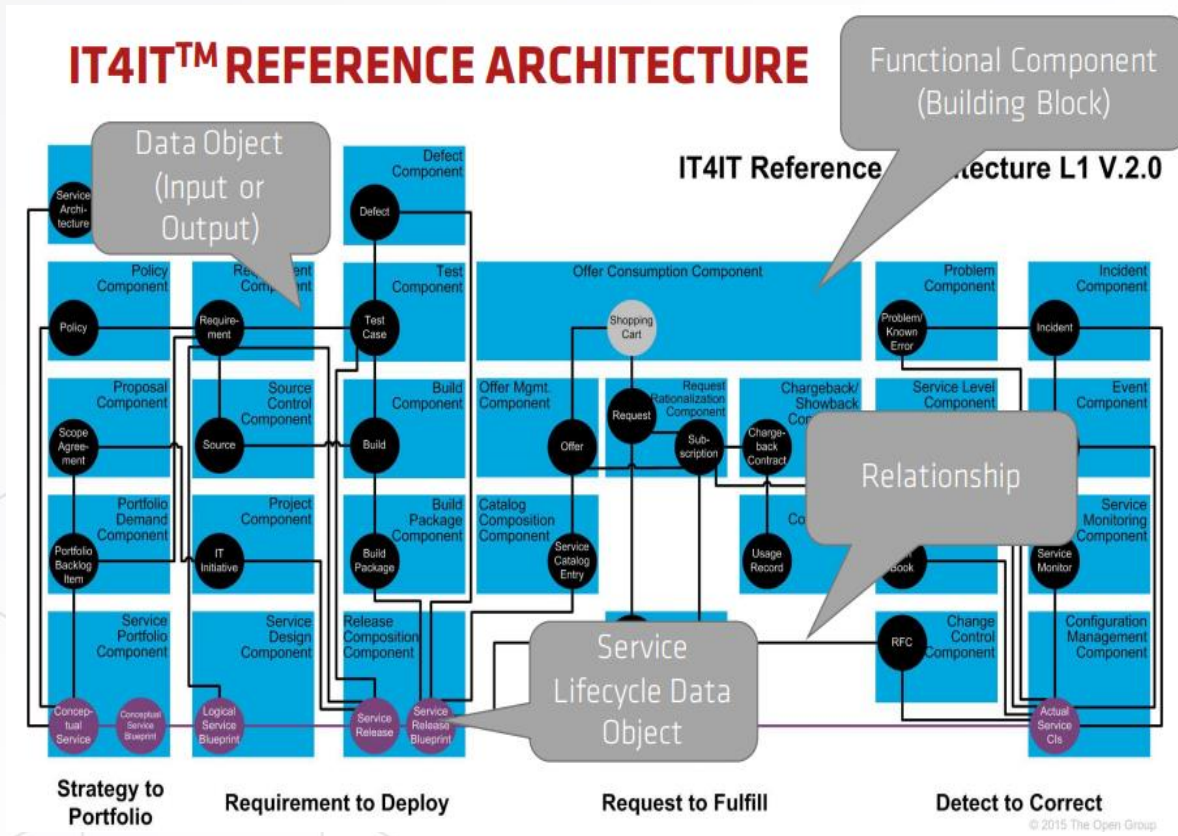 IT4IT™ REFERENCE ARCHITECTURE
Functional Component
(Building Block)
Data Object
(Input or
Output)
IT4IT Reference
itecture L1 V.2.0
Service
Archi-
tecture
Defect
Component
Defect
Policy
Component
Policy
Component
Require-
ment
Test
Component
Test
Case
Offer Consumption Component
Shopping
Cart
Problem
Component
Problem/
Known
Error
Incident
Component
Incident
Proposal
Component
Scope
Agree-
ment
Source
Control
Component
Source
Build
Component
Build
Offer Mgmt.
Component
Offer
Request
Rationalization
Component
Request
Sub-
scription
Chargeback/
Showback
Charge-
back
Contract
Service Level
Component
Event
Component
Relationship
Portfolio
Demand
Component
Portfolio
Backlog
Item
Project
Component
IT
Initiative
Build
Package
Component
Build
Package
Catalog
Composition
Component
Service
Catalog
Entry
Usage
Record
Book
Service
Monitoring
Component
Service
Monitor
Service
Portfolio
Component
Concep-
tual
Service
Conceptual
Service
Blueprint
Service
Design
Component
Logical
Service
Blueprint
Release
Composition
Component
Service
Release
Service
Release
Blueprint
Service
Lifecycle Data
Object
Change
Control
Component
RFC
Configuration
Management
Component
Actual
Service
CIs
Strategy to
Portfolio
Requirement to Deploy
Request to Fulfill
Detect to Correct
© 2015 The Open Group